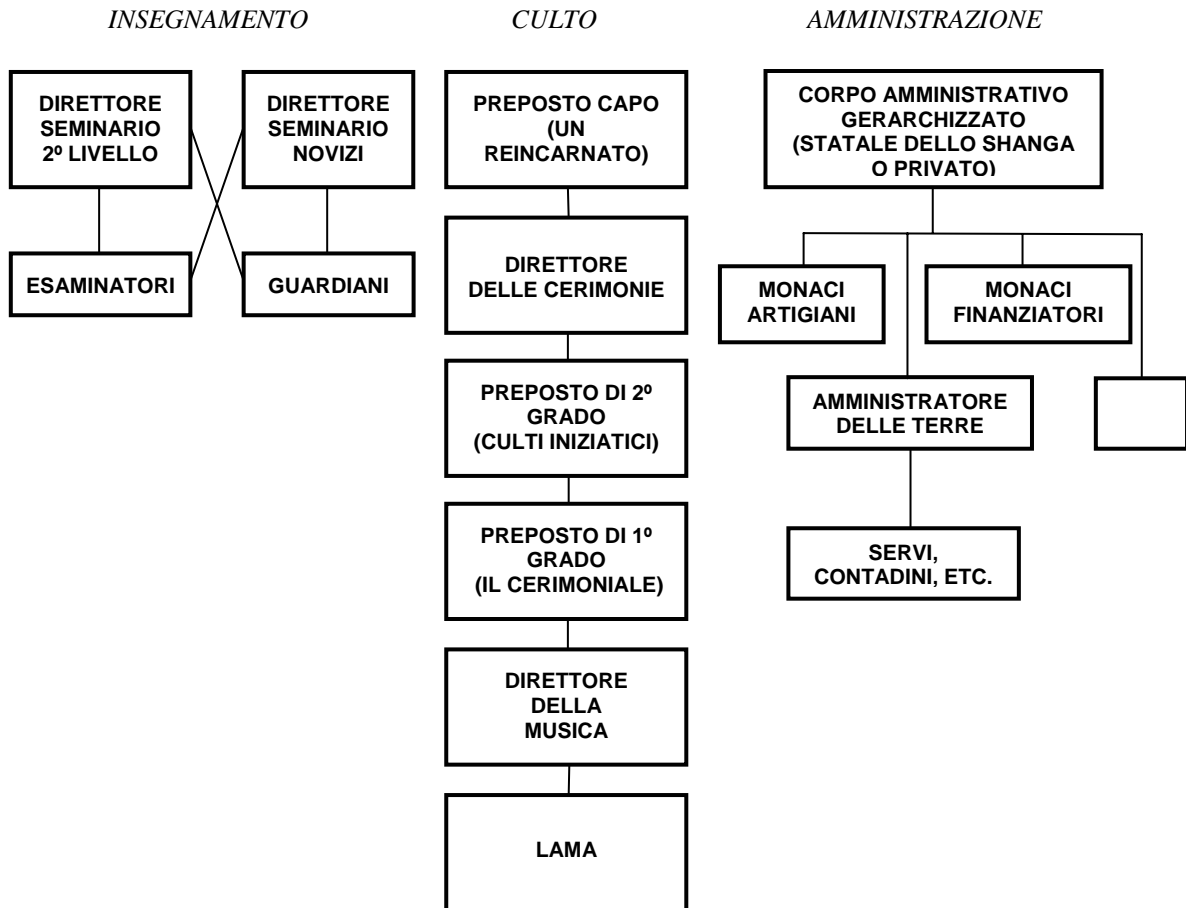 INSEGNAMENTO
CULTO
AMMINISTRAZIONE
DIRETTORE
SEMINARIO
2º LIVELLO
DIRETTORE
SEMINARIO
NOVIZI
ESAMINATORI
GUARDIANI
PREPOSTO CAPO
(UN
REINCARNATO)
DIRETTORE
DELLE CERIMONIE
PREPOSTO DI 2º
GRADO
(CULTI INIZIATICI)
PREPOSTO DI 1º
GRADO
(IL CERIMONIALE)
DIRETTORE
DELLA
MUSICA
LAMA
CORPO AMMINISTRATIVO
GERARCHIZZATO
(STATALE DELLO SHANGA
O PRIVATO)
MONACI
ARTIGIANI
MONACI
FINANZIATORI
AMMINISTRATORE
DELLE TERRE
SERVI,
CONTADINI, ETC.